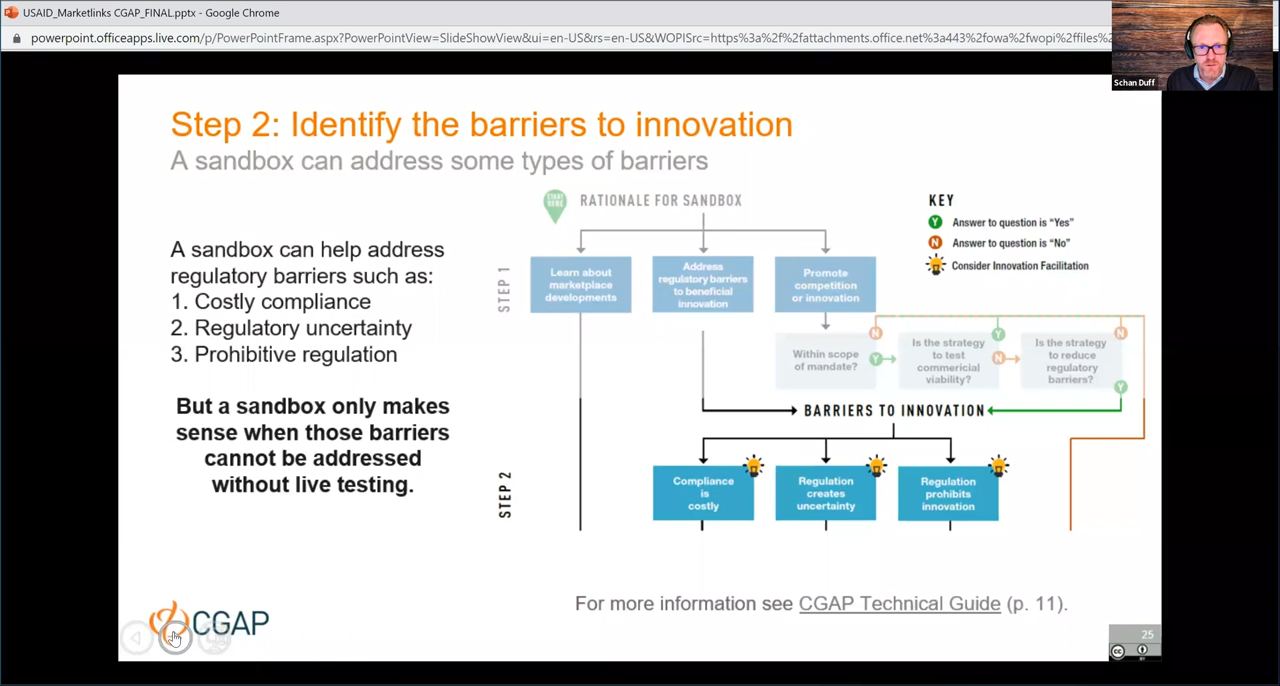 USAID_Marketlinks CGAP_FINAL.pptx - Google Chrome
powerpoint.officeapps.live.com/p/PowerPointFrame.aspx?PowerPointView=SlideShowView&ui=en-US&rs=en-US&WOPISrc=https%3a%2f%2fattachments.office.net%3a443%2fowa%2fwopi%2ffiles%2
Schan Duff
Step 2: Identify the barriers to innovation
A sandbox can address some types of barriers
A sandbox can help address
regulatory barriers such as:
1. Costly compliance
2. Regulatory uncertainty
3. Prohibitive regulation
But a sandbox only makes
sense when those barriers
cannot be addressed
without live testing.
START
HERE
RATIONALE FOR SANDBOX
STEP 1
Learn about
marketplace
developments
Address
regulatory barriers
to beneficial
innovation
Promote
competition
or innovation
KEY
Y Answer to question is “Yes”
N Answer to question is “No”
Consider Innovation Facilitation
Within scope
of mandate?
N
Y
Is the strategy
to test
commericial
viability?
Y
N
Is the strategy
to reduce
regulatory
barriers?
N
Y
BARRIERS TO INNOVATION
STEP 2
Compliance
is
costly
Regulation
creates
uncertainty
Regulation
prohibits
innovation
For more information see CGAP Technical Guide (p. 11).
CGAP
25
cc
BY